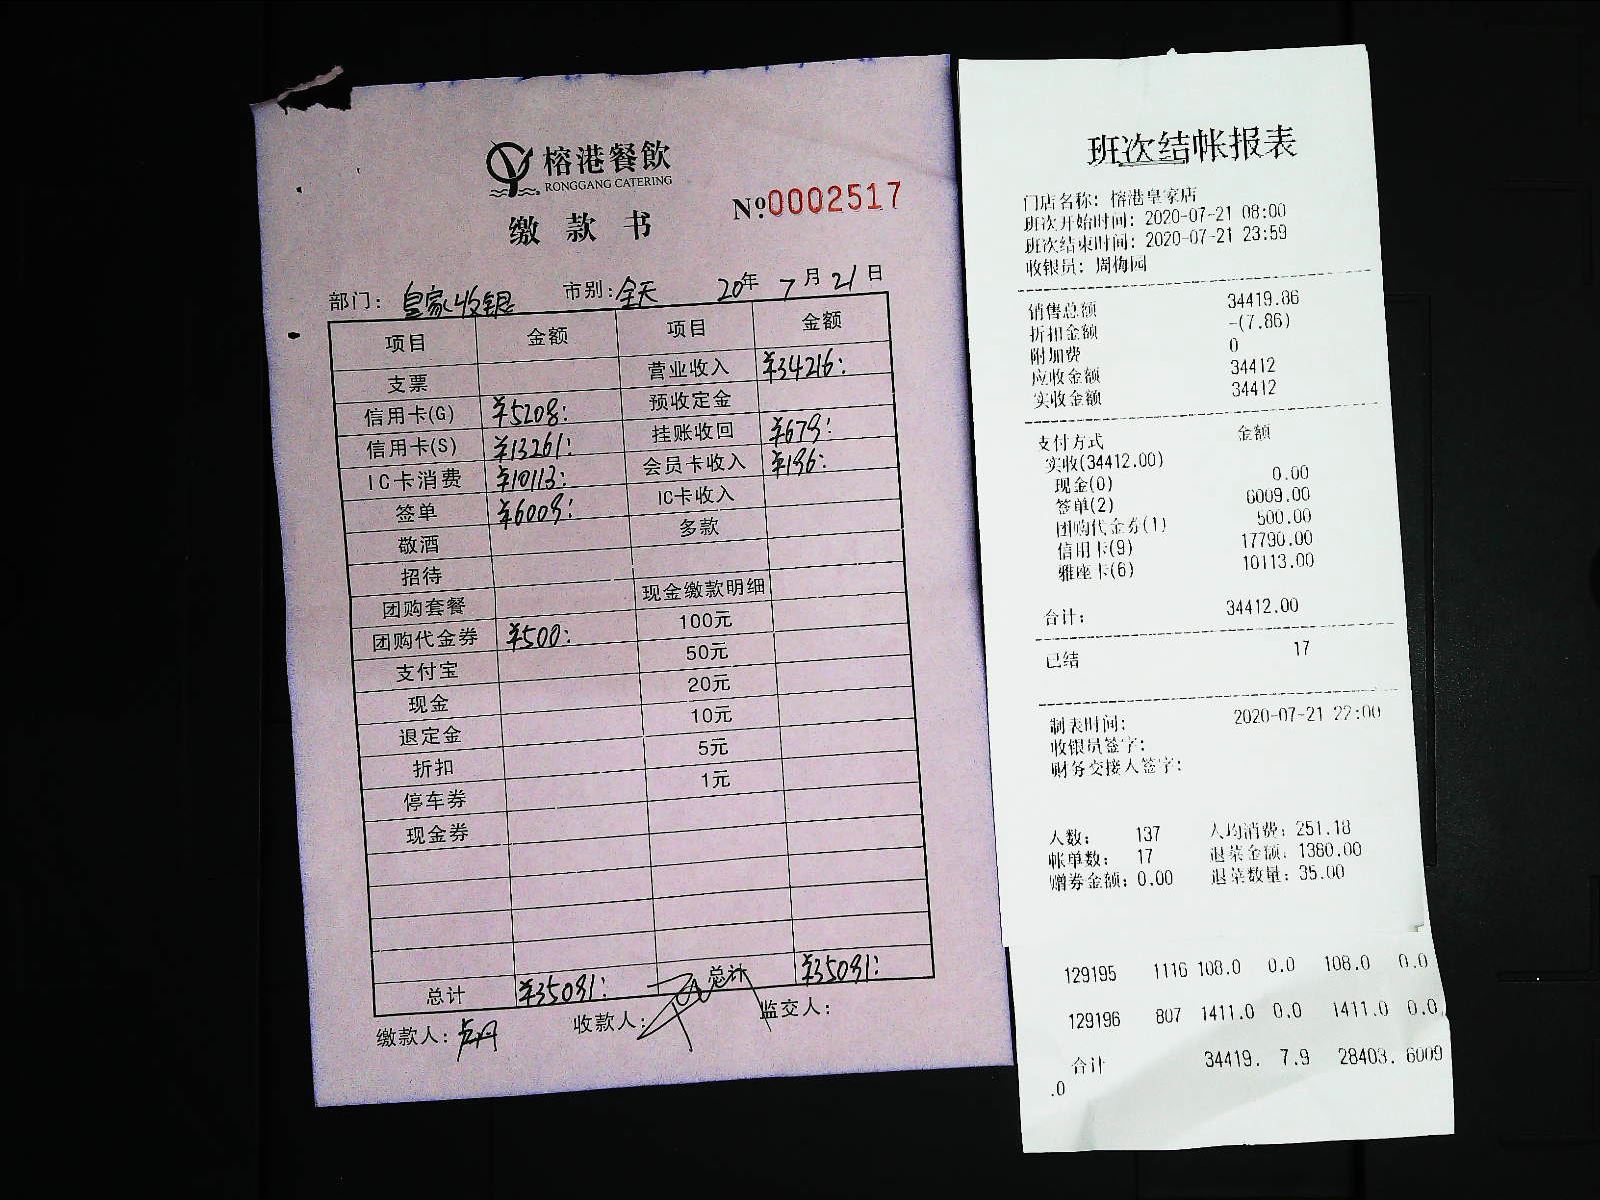 榕港餐飲
RONGGANG CATERING
缴款书
№0002517
部门：皇家收银 市别：全天 20年 7月 21日
项目 金额 项目 金额
支票 营业收入 ¥34216：
信用卡(G) ¥5208： 预收定金
信用卡(S) ¥13261： 挂账收回 ¥679：
IC卡消费 ¥10113： 会员卡收入 ¥196：
签单 ¥6009： IC卡收入
敬酒 多款
招待
团购套餐 现金缴款明细
团购代金券 ¥500： 100元
支付宝 50元
现金 20元
退定金 10元
折扣 5元
停车券 1元
现金券
总计 ¥35091： 总计 ¥35091：
缴款人： 收款人： 监交人：
班次结帐报表
门店名称：榕港皇家店
班次开始时间：2020-07-21 08:00
班次结束时间：2020-07-21 23:59
收银员：周梅园
销售总额 34419.86
折扣金额 -(7.86)
附加费 0
应收金额 34412
实收金额 34412
支付方式 金额
实收(34412.00)
现金(0) 0.00
签单(2) 6009.00
团购代金券(1) 500.00
信用卡(9) 17790.00
雅座卡(6) 10113.00
合计： 34412.00
已结 17
制表时间： 2020-07-21 22:00
收银员签字：
财务交接人签字：
人数： 137 人均消费：251.18
帐单数： 17 退菜金额：1380.00
赠券金额：0.00 退菜数量：35.00
129195 1116 108.0 0.0 108.0 0.0
129196 807 1411.0 0.0 1411.0 0.0
合计 34419. 7.9 28403. 6009
.0